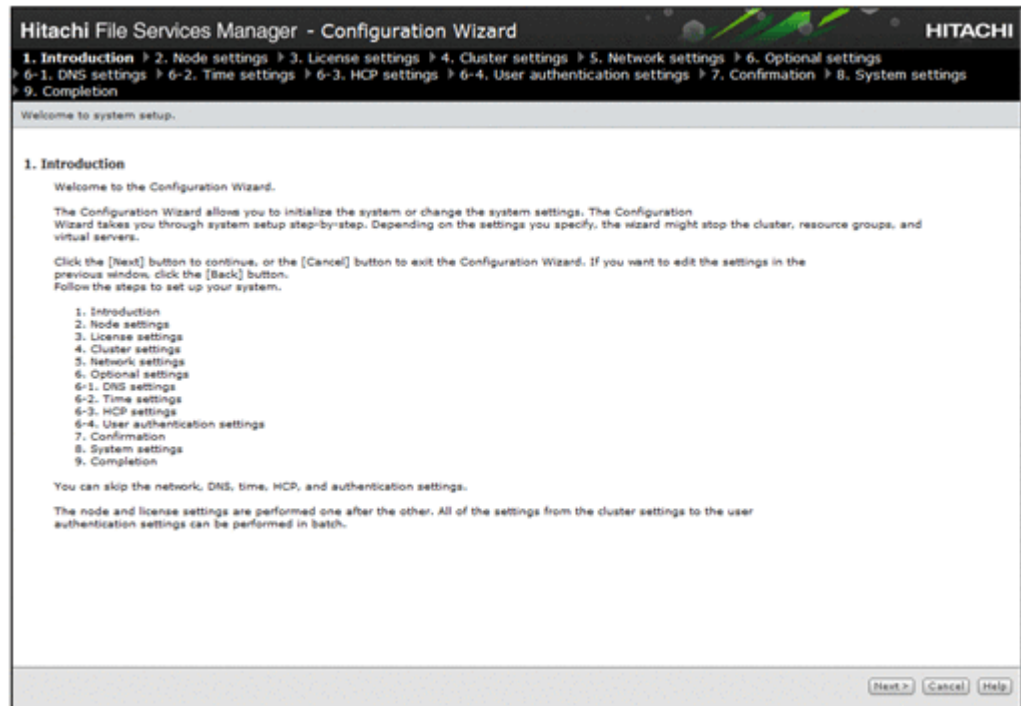 Hitachi File Services Manager - Configuration Wizard
HITACHI
1. Introduction 2. Node settings 3. License settings 4. Cluster settings 5. Network settings 6. Optional settings
6-1. DNS settings 6-2. Time settings 6-3. HCP settings 6-4. User authentication settings 7. Confirmation 8. System settings
9. Completion
Welcome to system setup.
1. Introduction
Welcome to the Configuration Wizard.
The Configuration Wizard allows you to initialize the system or change the system settings. The Configuration
Wizard takes you through system setup step-by-step. Depending on the settings you specify, the wizard might stop the cluster, resource groups, and
virtual servers.
Click the [Next] button to continue, or the [Cancel] button to exit the Configuration Wizard. If you want to edit the settings in the
previous window, click the [Back] button.
Follow the steps to set up your system.
1. Introduction
2. Node settings
3. License settings
4. Cluster settings
5. Network settings
6. Optional settings
6-1. DNS settings
6-2. Time settings
6-3. HCP settings
6-4. User authentication settings
7. Confirmation
8. System settings
9. Completion
You can skip the network, DNS, time, HCP, and authentication settings.
The node and license settings are performed one after the other. All of the settings from the cluster settings to the user
authentication settings can be performed in batch.
Next > Cancel Help